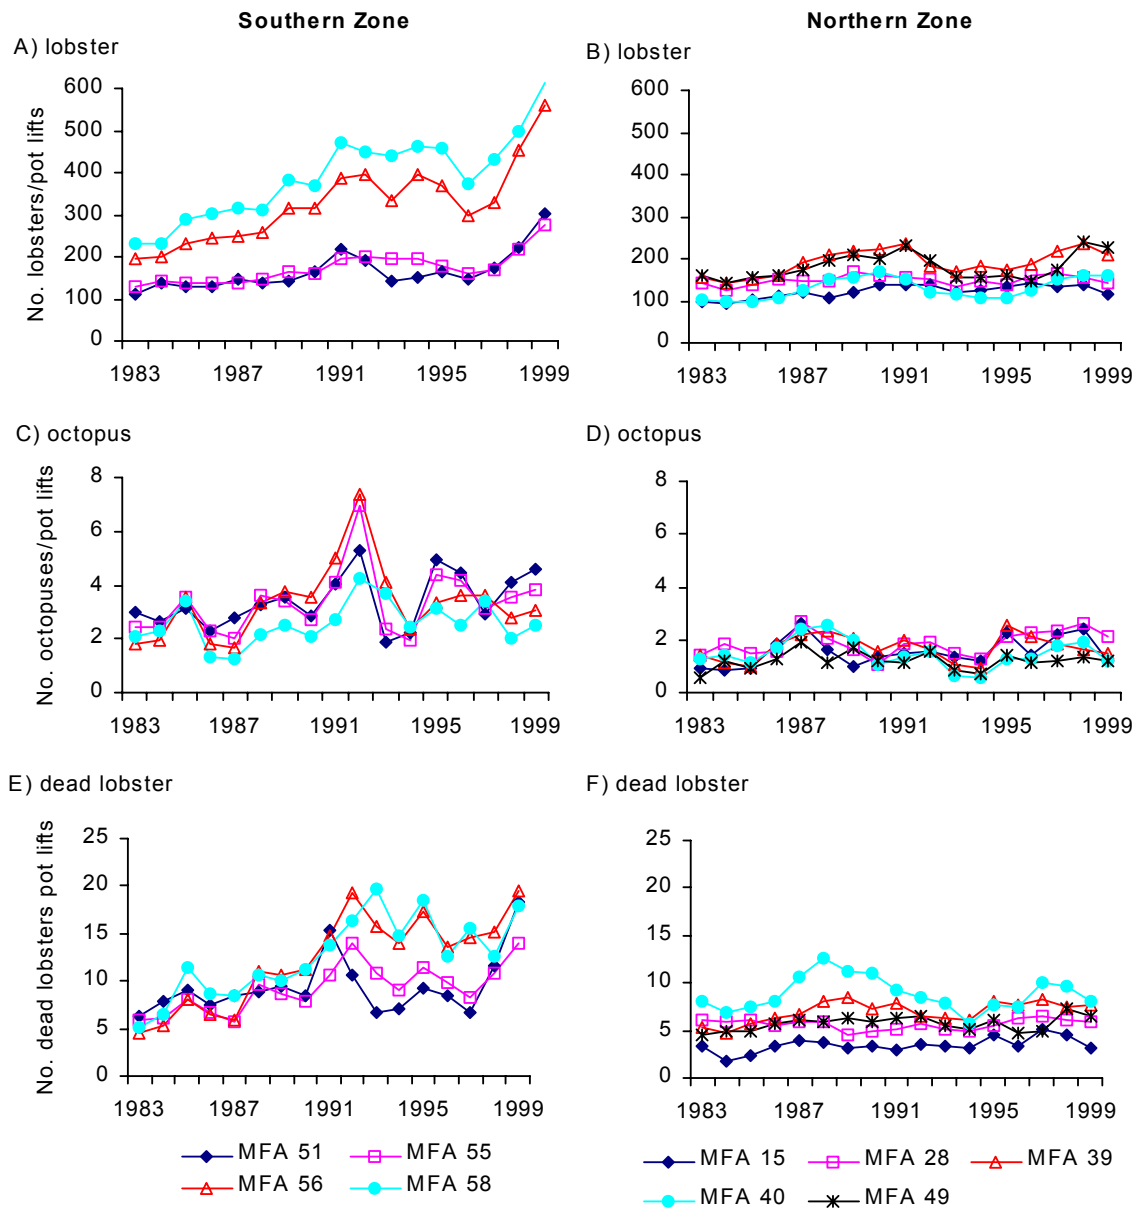 Southern Zone
Northern Zone
A) lobster
B) lobster
No. lobsters/pot lifts
600
500
400
300
200
100
0
1983 1987 1991 1995 1999
600
500
400
300
200
100
0
1983 1987 1991 1995 1999
C) octopus
D) octopus
No. octopuses/pot lifts
8
6
4
2
0
1983 1987 1991 1995 1999
8
6
4
2
0
1983 1987 1991 1995 1999
E) dead lobster
F) dead lobster
No. dead lobsters pot lifts
25
20
15
10
5
0
1983 1987 1991 1995 1999
25
20
15
10
5
0
1983 1987 1991 1995 1999
MFA 51 MFA 55
MFA 56 MFA 58
MFA 15 MFA 28 MFA 39
MFA 40 MFA 49